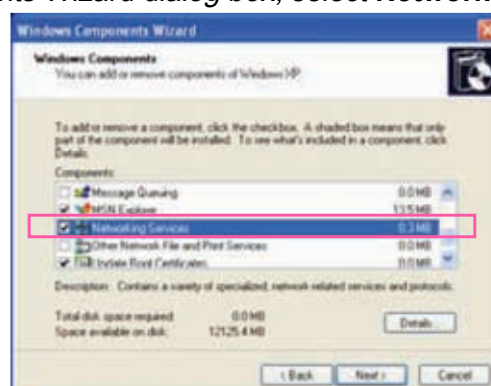 nts Wizard dialog box, select Network
Windows Components Wizard
Windows Components
You can add or remove components of Windows XP.
To add or remove a component, click the checkbox. A shaded box means that only
part of the component will be installed. To see what's included in a component, click
Details.
Components:
Message Queuing 0.0 MB
MSN Explorer 13.5 MB
Networking Services 0.3 MB
Other Network File and Print Services 0.0 MB
Update Root Certificates 0.0 MB
Description: Contains a variety of specialized, network-related services and protocols.
Total disk space required: 0.0 MB
Space available on disk: 12125.4 MB
Details...
< Back Next > Cancel